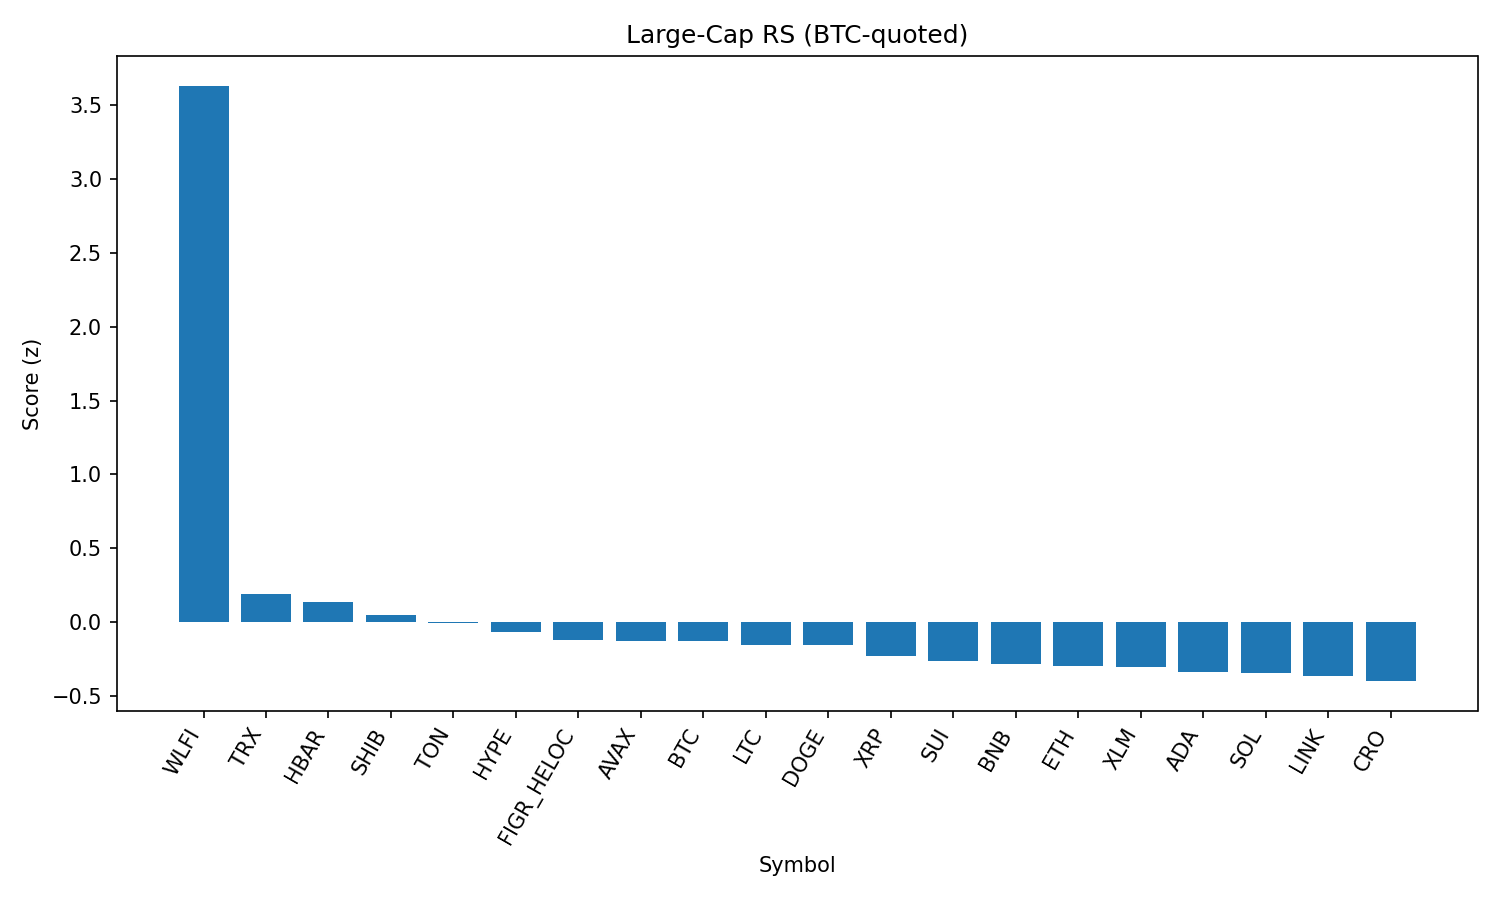 Large-Cap RS (BTC-quoted)
Score (z)
3.5
3.0
2.5
2.0
1.5
1.0
0.5
0.0
−0.5
WLFI
TRX
HBAR
SHIB
TON
HYPE
FIGR_HELOC
AVAX
BTC
LTC
DOGE
XRP
SUI
BNB
ETH
XLM
ADA
SOL
LINK
CRO
Symbol